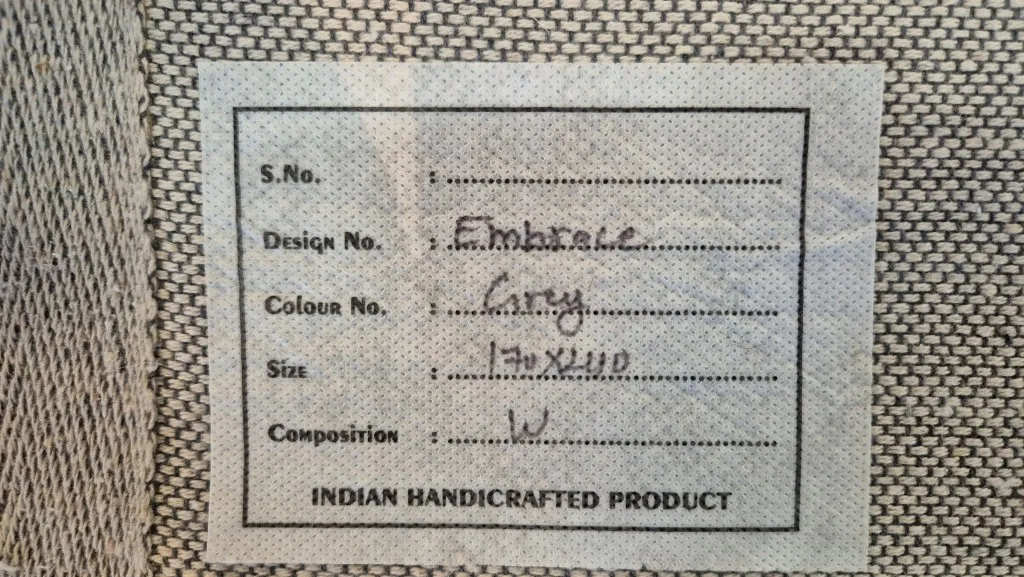 S.No. :
Design No. : Embrace
Colour No. : Grey
Size : 170X240
Composition : W
INDIAN HANDICRAFTED PRODUCT